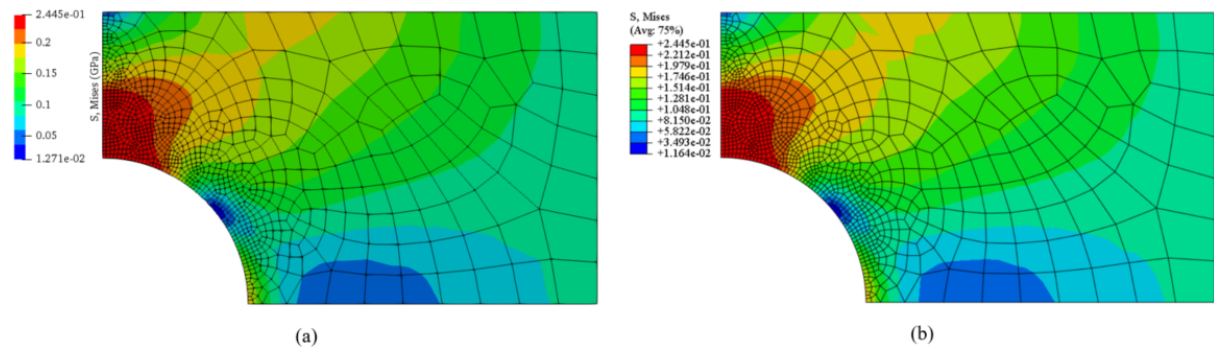 2.445e-01
0.2
0.15
0.1
0.05
1.271e-02
S, Mises (GPa)
(a)
S, Mises
(Avg: 75%)
+2.445e-01
+2.212e-01
+1.979e-01
+1.746e-01
+1.514e-01
+1.281e-01
+1.048e-01
+8.150e-02
+5.822e-02
+3.493e-02
+1.164e-02
(b)